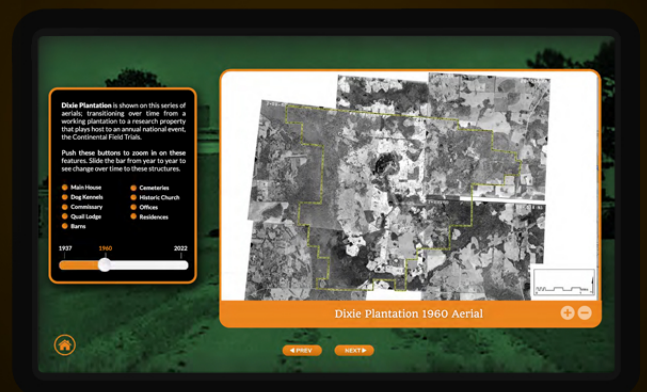 Dixie Plantation is shown on this series of
aerials; transitioning over time from a
working plantation to a research property
that plays host to an annual national event,
the Continental Field Trials.
Push these buttons to zoom in on these
features. Slide the bar from year to year to
see change over time to these structures.
Main House
Dog Kennels
Commissary
Quail Lodge
Barns
Cemeteries
Historic Church
Offices
Residences
1937 1960 2022
Dixie Plantation 1960 Aerial
PREV NEXT